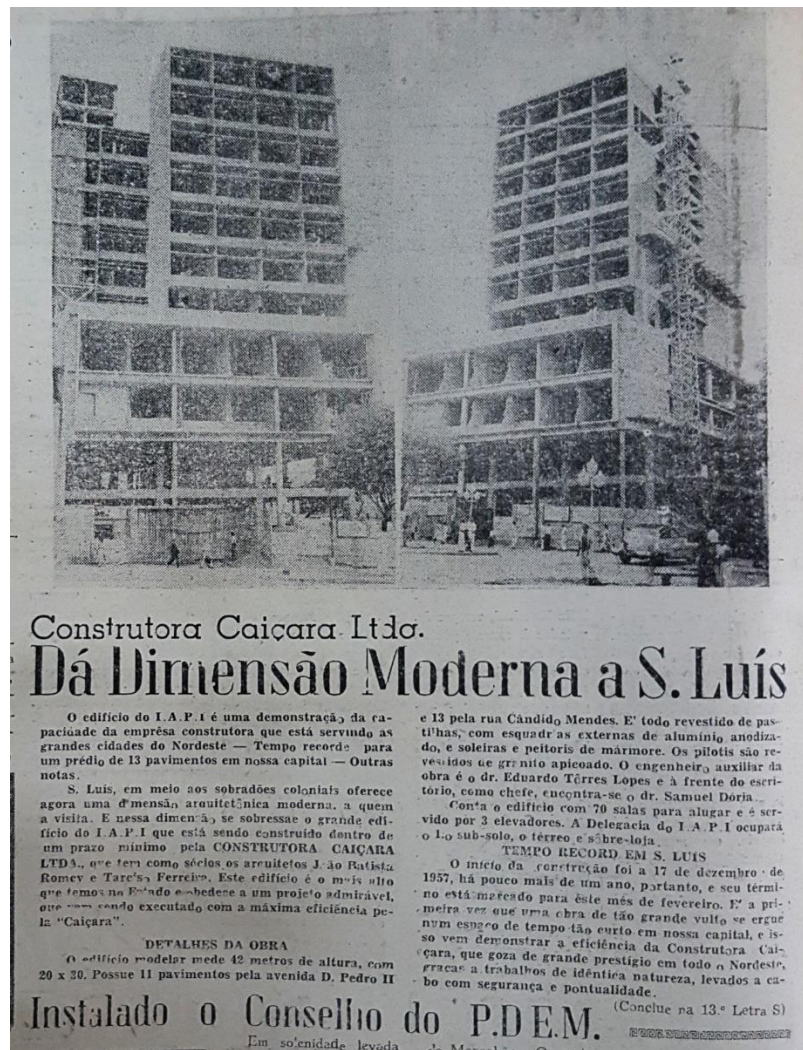 Construtora Caiçara Ltda.
Dá Dimensão Moderna a S. Luís
O edifício do I.A.P.I é uma demonstração da ca-
pacidade da emprêsa construtora que está servindo as
grandes cidades do Nordeste — Tempo recorde para
um prédio de 13 pavimentos em nossa capital — Outras
notas.
S. Luís, em meio aos sobradões coloniais oferece
agora uma dimensão arquitetônica moderna, a quem
a visita. E nessa dimensão se sobressae o grande edi-
fício do I.A.P.I que está sendo construido dentro de
um prazo mínimo pela CONSTRUTORA CAIÇARA
LTDA., que tem como sócios os arquitetos João Batista
Romey e Tarciso Ferreira. Este edifício é o mais alto
que temos no Estado e obedece a um projeto admirável,
que vem sendo executado com a máxima eficiência pe-
la "Caiçara".
DETALHES DA OBRA
O edifício modelar mede 42 metros de altura, com
20 x 30. Possue 11 pavimentos pela avenida D. Pedro II
e 13 pela rua Cândido Mendes. E' todo revestido de pas-
tilhas, com esquadrias externas de alumínio anodiza-
do, e soleiras e peitoris de mármore. Os pilotis são re-
vestidos de granito apicoado. O engenheiro auxiliar da
obra é o dr. Eduardo Têrres Lopes e à frente do escri-
tório, como chefe, encontra-se o dr. Samuel Dória.
Conta o edifício com 70 salas para alugar e é ser-
vido por 3 elevadores. A Delegacia do I.A.P.I ocupará
o 1.o sub-solo, o térreo e sôbre-loja.
TEMPO RECORD EM S. LUÍS
O início da construção foi a 17 de dezembro de
1957, há pouco mais de um ano, portanto, e seu térmi-
no está marcado para êste mês de fevereiro. E' a pri-
meira vez que uma obra de tão grande vulto se ergue
num espaço de tempo tão curto em nossa capital, e is-
so vem demonstrar a eficiência da Construtora Cai-
çara, que goza de grande prestígio em todo o Nordeste,
graças a trabalhos de idêntica natureza, levados a ca-
bo com segurança e pontualidade.
(Conclue na 13.ª Letra S)
Instalado o Conselho do P.D.E.M.
Em solenidade levada